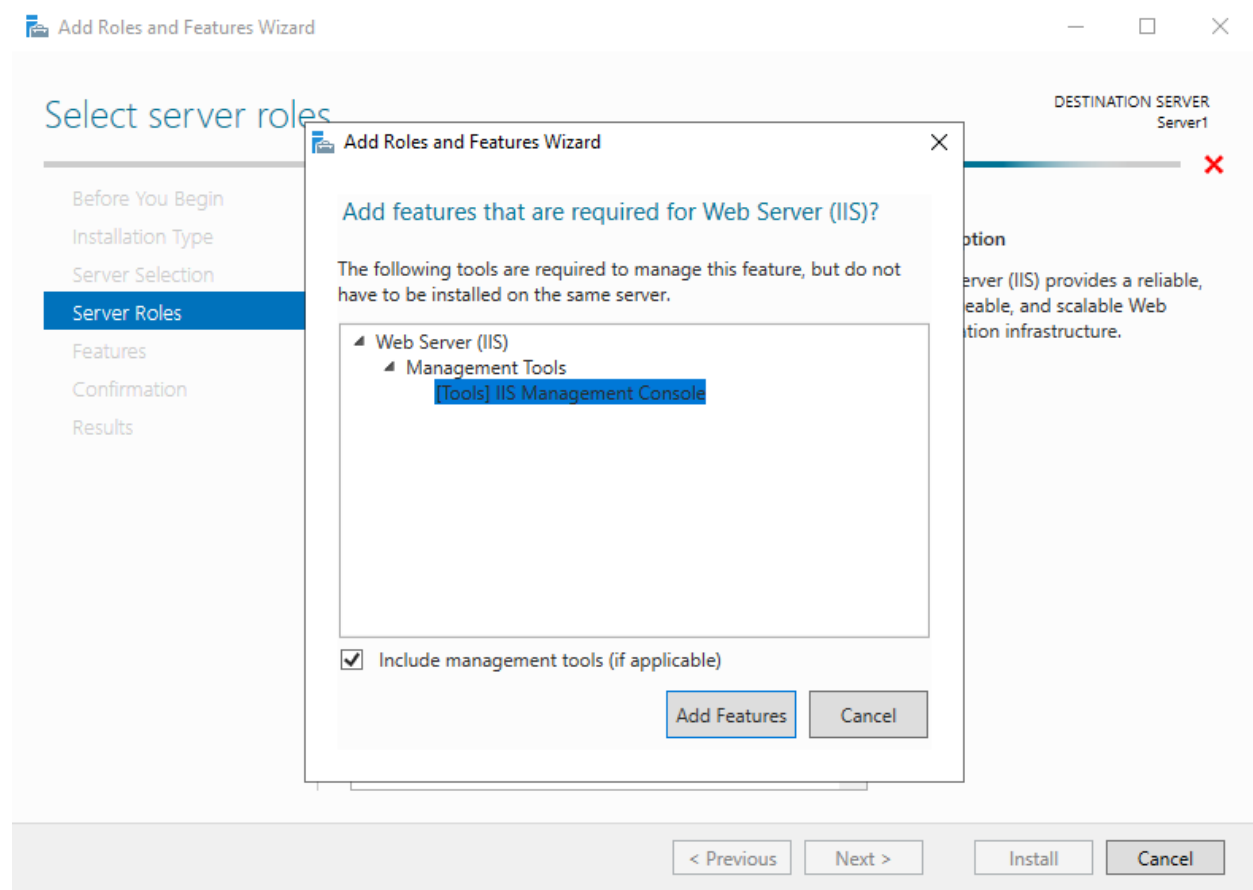 Add Roles and Features Wizard
Select server roles
DESTINATION SERVER
Server1
Before You Begin
Installation Type
Server Selection
Server Roles
Features
Confirmation
Results
Add Roles and Features Wizard
Add features that are required for Web Server (IIS)?
The following tools are required to manage this feature, but do not
have to be installed on the same server.
Web Server (IIS)
Management Tools
[Tools] IIS Management Console
Include management tools (if applicable)
Add Features
Cancel
ption
erver (IIS) provides a reliable,
eable, and scalable Web
tion infrastructure.
< Previous
Next >
Install
Cancel